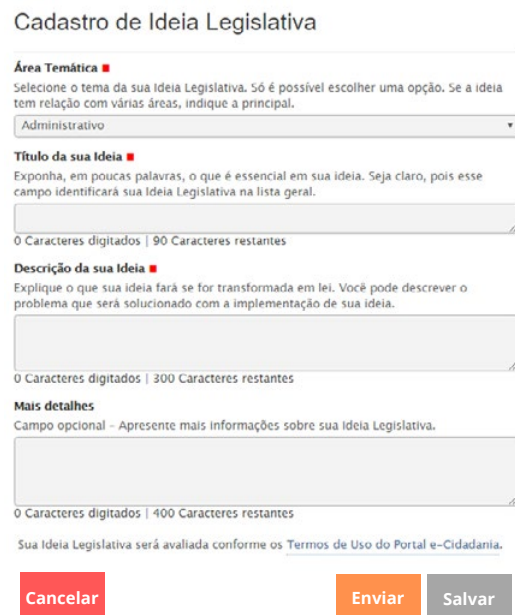 Cadastro de Ideia Legislativa
Área Temática
Selecione o tema da sua Ideia Legislativa. Só é possível escolher uma opção. Se a ideia
tem relação com várias áreas, indique a principal.
Administrativo
Título da sua Ideia
Exponha, em poucas palavras, o que é essencial em sua ideia. Seja claro, pois esse
campo identificará sua Ideia Legislativa na lista geral.
0 Caracteres digitados | 90 Caracteres restantes
Descrição da sua Ideia
Explique o que sua ideia fará se for transformada em lei. Você pode descrever o
problema que será solucionado com a implementação de sua ideia.
0 Caracteres digitados | 300 Caracteres restantes
Mais detalhes
Campo opcional - Apresente mais informações sobre sua Ideia Legislativa.
0 Caracteres digitados | 400 Caracteres restantes
Sua Ideia Legislativa será avaliada conforme os Termos de Uso do Portal e-Cidadania.
Cancelar Enviar Salvar